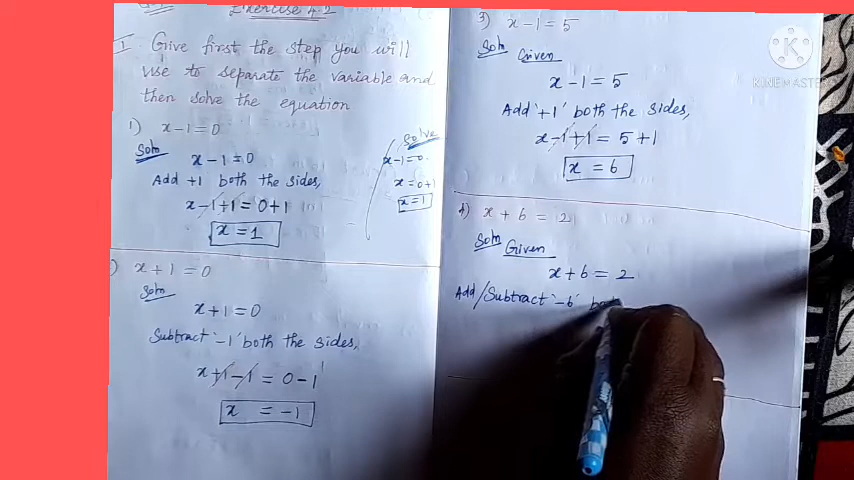 Exercise 4.2
I Give first the step you will
use to separate the variable and
then solve the equation
1) x-1=0
Soln
x-1=0
Add +1 both the sides,
x-1+1=0+1
x=1
Solve
x-1=0
x=0+1
x=1
) x+1=0
Soln
x+1=0
Subtract '-1' both the sides,
x+1-1=0-1
x =-1
3) x-1=5
Soln Given
x-1=5
Add '+1' both the sides,
x-1+1=5+1
x=6
4) x+6=2
Soln Given
x+6=2
Add/Subtract '-6'
KINEMASTER